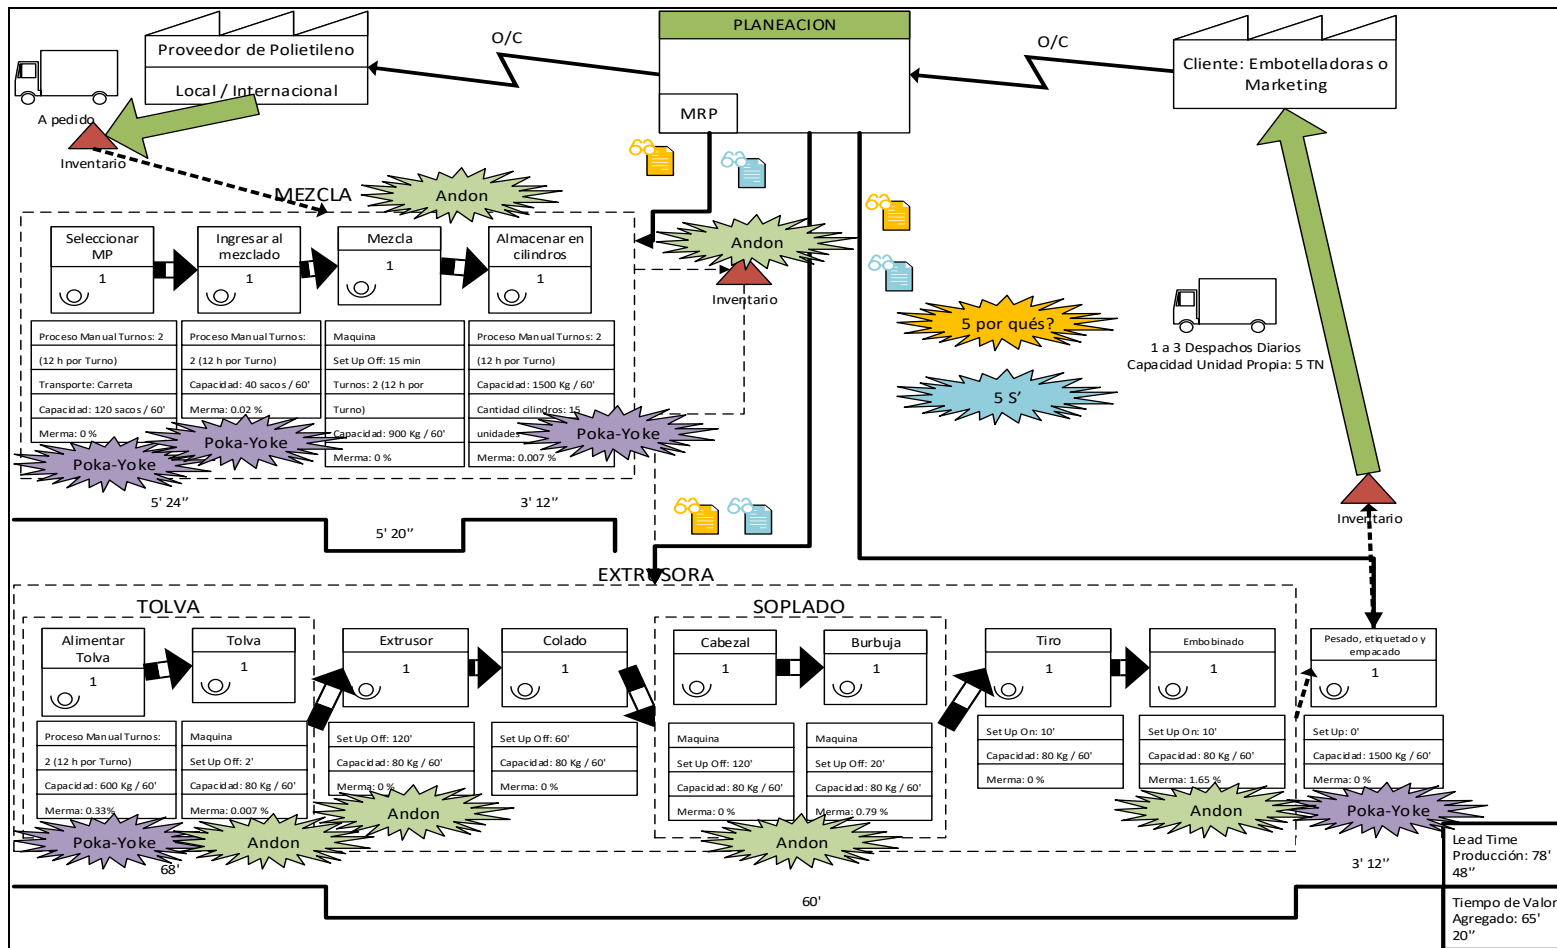 PLANEACION
MRP
O/C
O/C
Proveedor de Polietileno
Local / Internacional
Cliente: Embotelladoras o
Marketing
A pedido
Inventario
MEZCLA
Andon
Seleccionar
MP
1
Ingresar al
mezclado
1
Mezcla
1
Almacenar en
cilindros
1
Andon
Inventario
Proceso Manual Turnos: 2
(12 h por Turno)
Transporte: Carreta
Capacidad: 120 sacos / 60'
Merma: 0 %
Poka-Yoke
Proceso Manual Turnos:
2 (12 h por Turno)
Capacidad: 40 sacos / 60'
Merma: 0.02 %
Poka-Yoke
Maquina
Set Up Off: 15 min
Turnos: 2 (12 h por
Turno)
Capacidad: 900 Kg / 60'
Merma: 0 %
Proceso Manual Turnos: 2
(12 h por Turno)
Capacidad: 1500 Kg / 60'
Cantidad cilindros: 15
unidades
Merma: 0.007 %
Poka-Yoke
5 por qués?
5 S'
1 a 3 Despachos Diarios
Capacidad Unidad Propia: 5 TN
Inventario
5' 24''
5' 20''
3' 12''
EXTRUSORA
TOLVA
Alimentar
Tolva
1
Tolva
1
Extrusor
1
Colado
1
SOPLADO
Cabezal
1
Burbuja
1
Tiro
1
Embobinado
1
Pesado, etiquetado y
empacado
1
Proceso Manual Turnos:
2 (12 h por Turno)
Capacidad: 600 Kg / 60'
Merma: 0.33%
Poka-Yoke
Maquina
Set Up Off: 2'
Capacidad: 80 Kg / 60'
Merma: 0.007 %
Andon
Set Up Off: 120'
Capacidad: 80 Kg / 60'
Merma: 0 %
Andon
Set Up Off: 60'
Capacidad: 80 Kg / 60'
Merma: 0 %
Maquina
Set Up Off: 120'
Capacidad: 80 Kg / 60'
Merma: 0 %
Maquina
Set Up Off: 20'
Capacidad: 80 Kg / 60'
Merma: 0.79 %
Andon
Set Up On: 10'
Capacidad: 80 Kg / 60'
Merma: 0 %
Set Up On: 10'
Capacidad: 80 Kg / 60'
Merma: 1.65 %
Andon
Set Up: 0'
Capacidad: 1500 Kg / 60'
Merma: 0 %
Poka-Yoke
68'
60'
3' 12''
Lead Time
Producción: 78'
48''
Tiempo de Valor
Agregado: 65'
20''